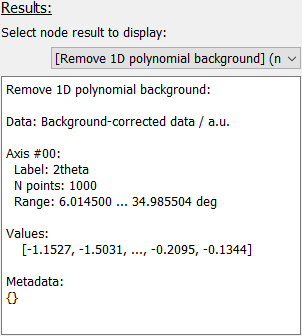 Results:
Select node result to display:
[Remove 1D polynomial background] (n
Remove 1D polynomial background:
Data: Background-corrected data / a.u.
Axis #00:
Label: 2theta
N points: 1000
Range: 6.014500 ... 34.985504 deg
Values:
[-1.1527, -1.5031, ..., -0.2095, -0.1344]
Metadata:
{}